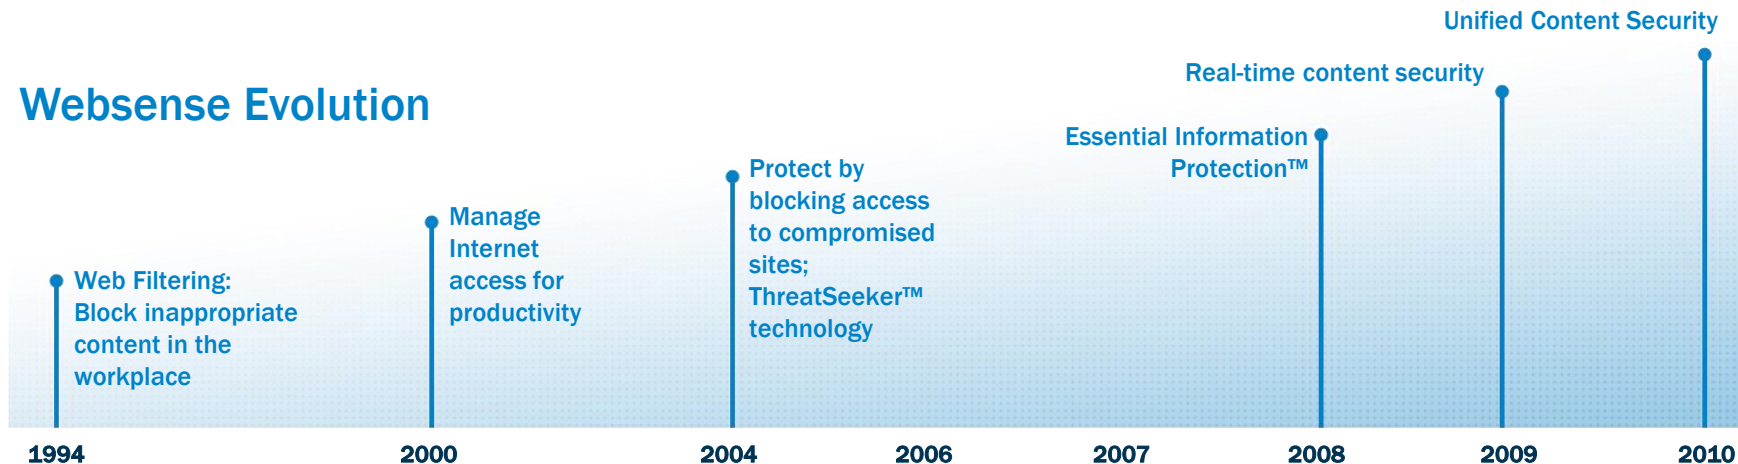 Websense Evolution
Web Filtering:
Block inappropriate
content in the
workplace
Manage
Internet
access for
productivity
Protect by
blocking access
to compromised
sites;
ThreatSeeker™
technology
Essential Information
Protection™
Real-time content security
Unified Content Security
1994 2000 2004 2006 2007 2008 2009 2010